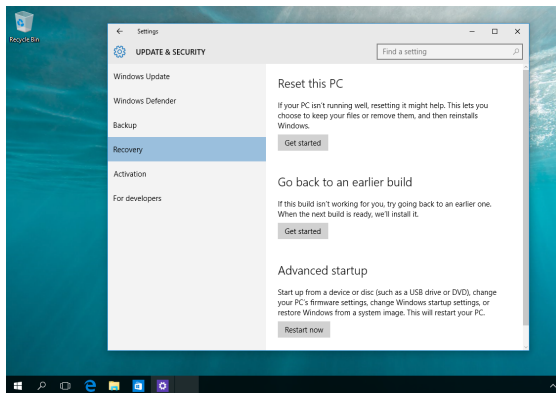 Recycle Bin
Settings
UPDATE & SECURITY
Find a setting
Windows Update
Windows Defender
Backup
Recovery
Activation
For developers
Reset this PC
If your PC isn't running well, resetting it might help. This lets you
choose to keep your files or remove them, and then reinstalls
Windows.
Get started
Go back to an earlier build
If this build isn't working for you, try going back to an earlier one.
When the next build is ready, we'll install it.
Get started
Advanced startup
Start up from a device or disc (such as a USB drive or DVD), change
your PC's firmware settings, change Windows startup settings, or
restore Windows from a system image. This will restart your PC.
Restart now